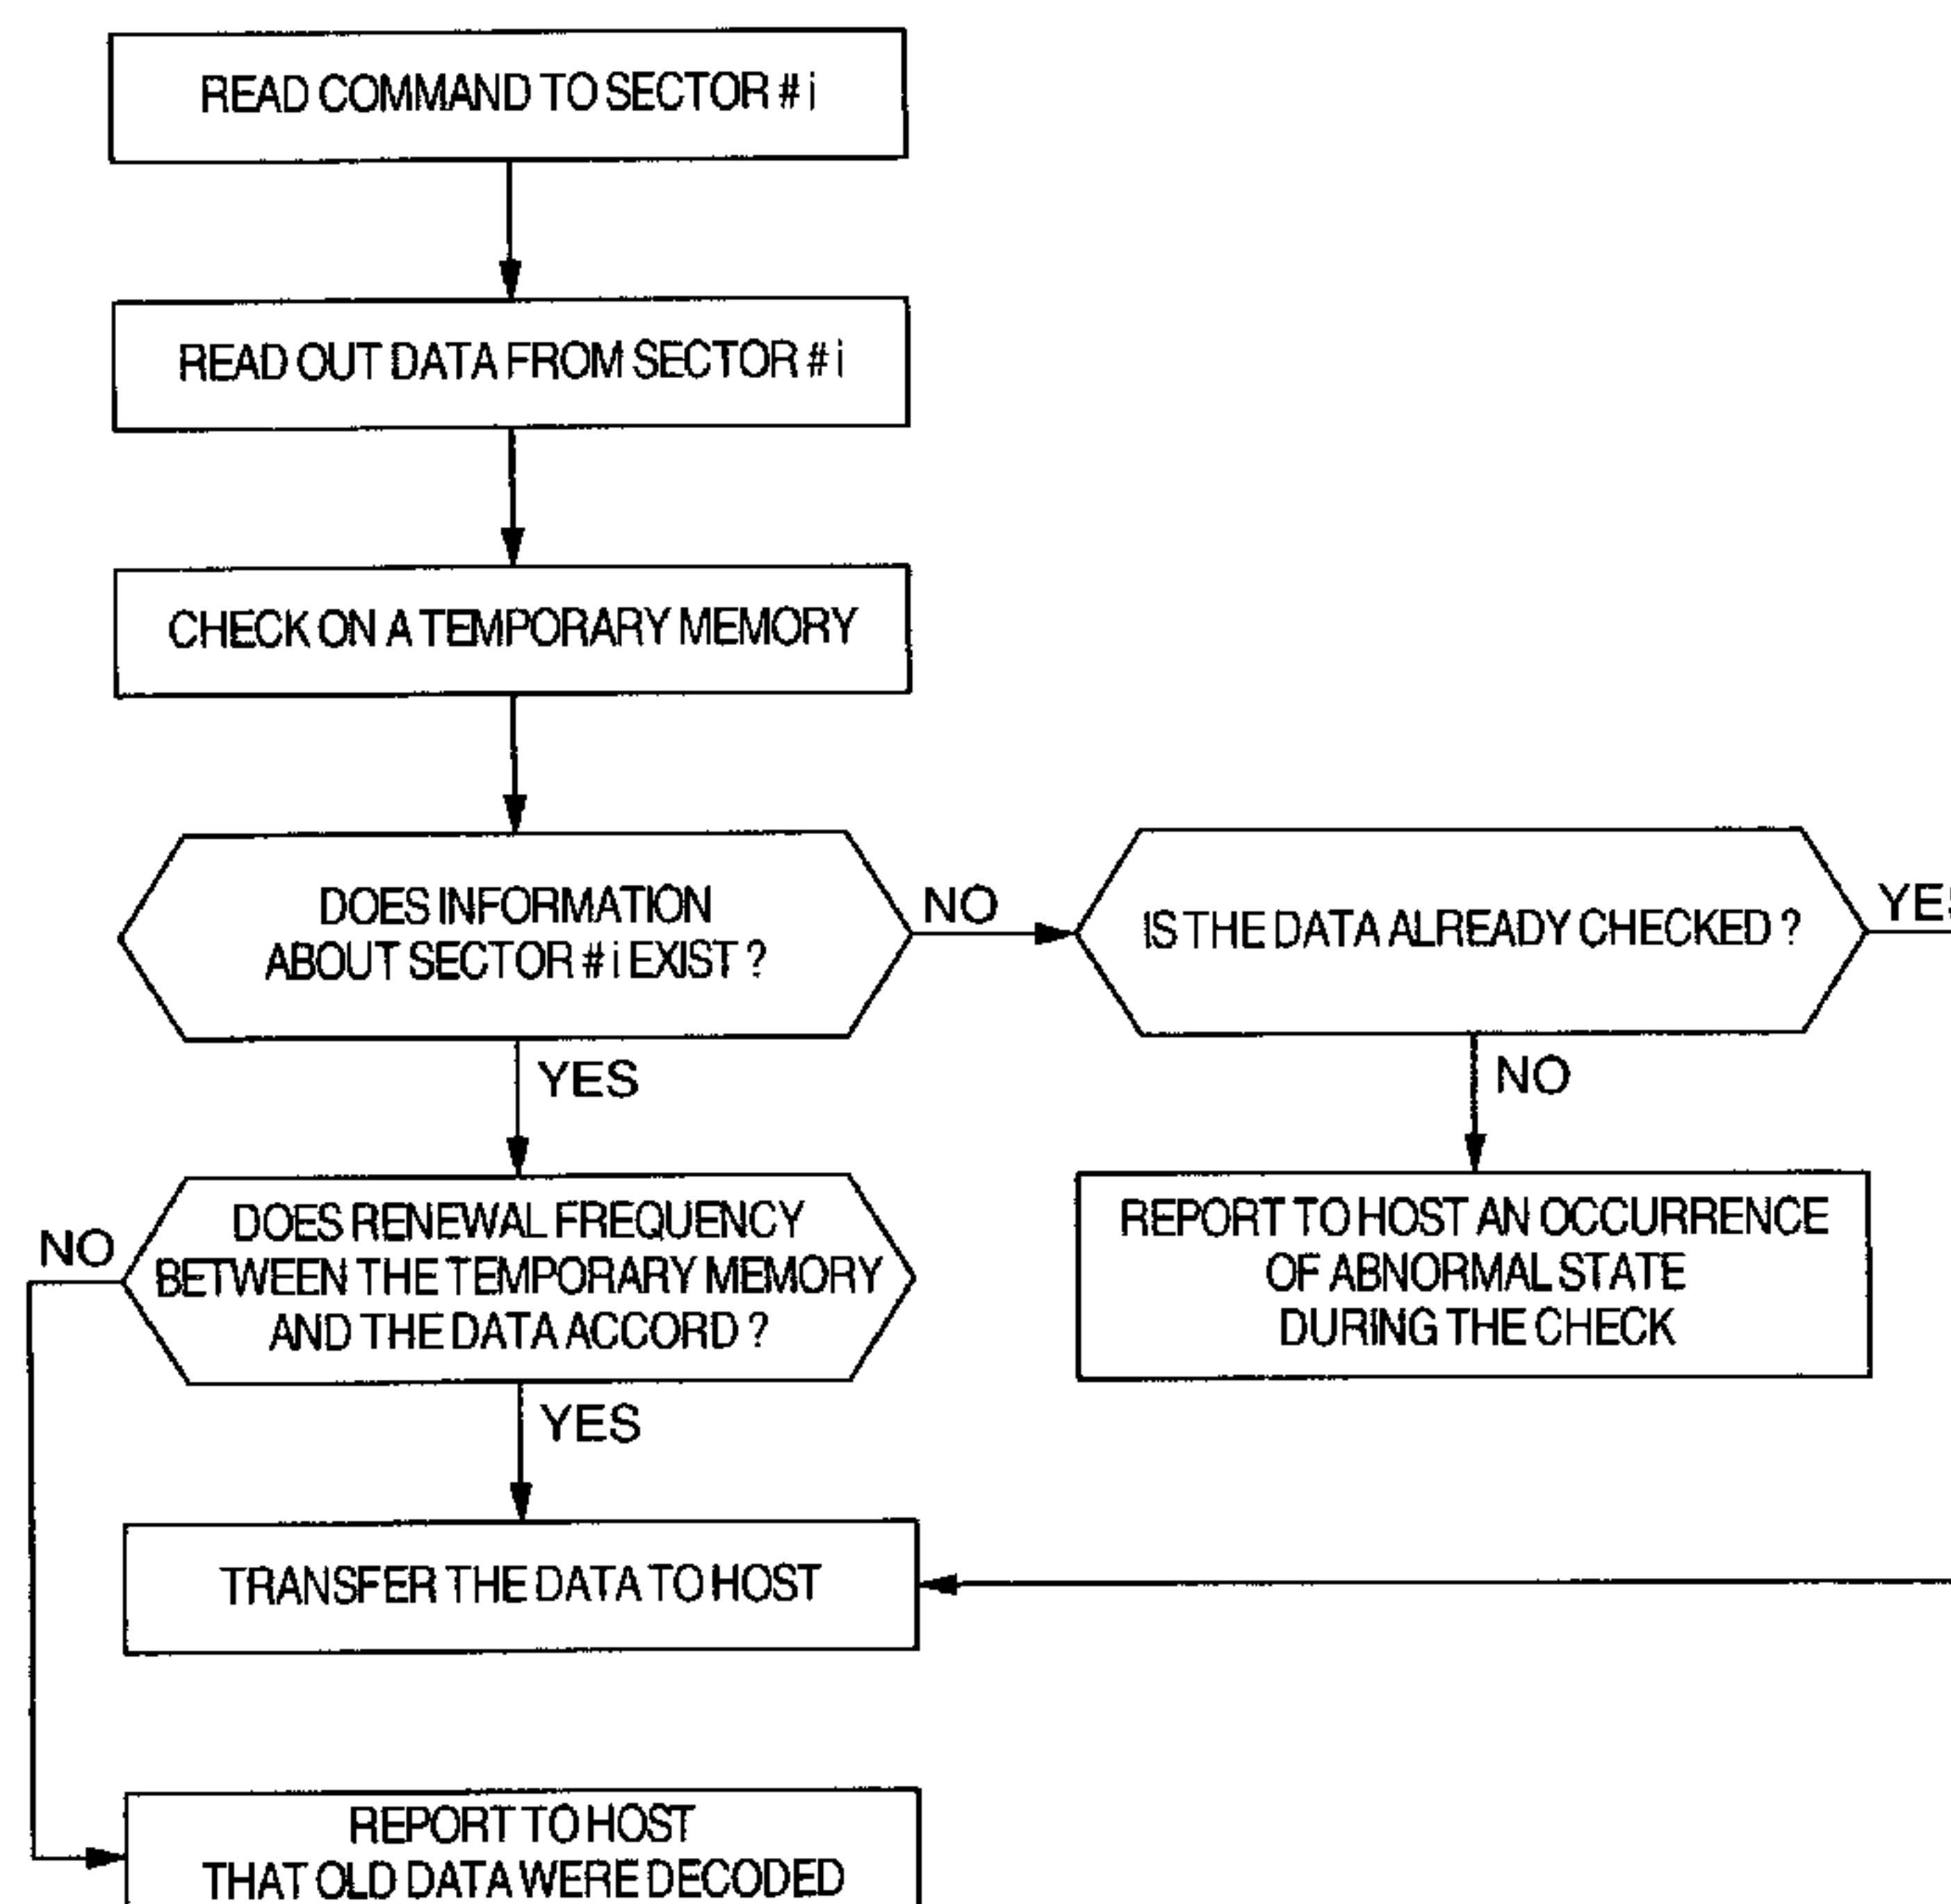 READ COMMAND TO SECTOR # i
READ OUT DATA FROM SECTOR # i
CHECK ON A TEMPORARY MEMORY
DOES INFORMATION
ABOUT SECTOR # i EXIST ?
NO
IS THE DATA ALREADY CHECKED ?
YES
YES
NO
DOES RENEWAL FREQUENCY
BETWEEN THE TEMPORARY MEMORY
AND THE DATA ACCORD ?
NO
REPORT TO HOST AN OCCURRENCE
OF ABNORMAL STATE
DURING THE CHECK
YES
TRANSFER THE DATA TO HOST
REPORT TO HOST
THAT OLD DATA WERE DECODED